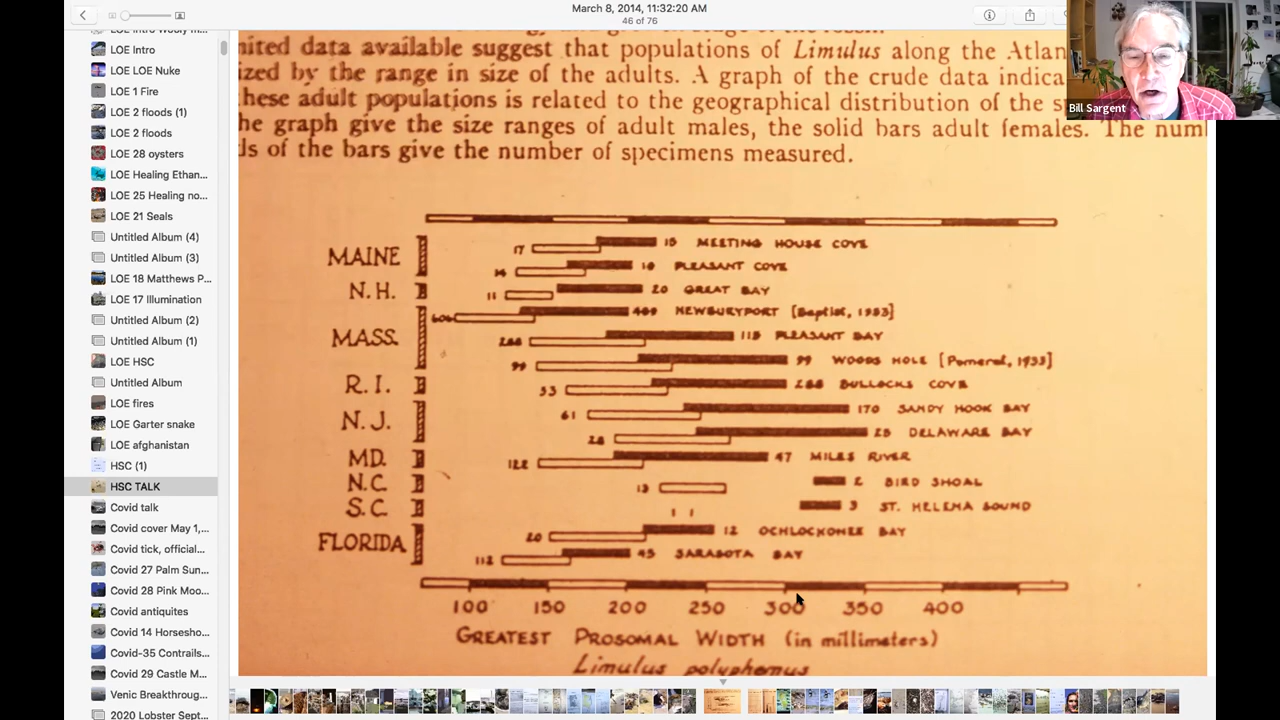 March 8, 2014, 11:32:20 AM
46 of 76
LOE Intro
LOE LOE Nuke
LOE 1 Fire
LOE 2 floods (1)
LOE 2 floods
LOE 28 oysters
LOE Healing Ethan...
LOE 25 Healing no...
LOE 21 Seals
Untitled Album (4)
Untitled Album (3)
LOE 18 Matthews P...
LOE 17 Illumination
Untitled Album (2)
Untitled Album (1)
LOE HSC
Untitled Album
LOE fires
LOE Garter snake
LOE afghanistan
HSC (1)
HSC TALK
Covid talk
Covid cover May 1,...
Covid tick, official...
Covid 27 Palm Sun...
Covid 28 Pink Moo...
Covid antiquites
Covid 14 Horsesho...
Covid-35 Contrails...
Covid 29 Castle M...
Venic Breakthroug...
2020 Lobster Sept...
Bill Sargent
nited data available suggest that populations of Limulus along the Atlan
ized by the range in size of the adults. A graph of the crude data indica
hese adult populations is related to the geographical distribution of the s
he graph give the size ranges of adult males, the solid bars adult females. The num
ds of the bars give the number of specimens measured.
MAINE
17 15 MEETING HOUSE COVE
14 PLEASANT COVE
N.H.
11 20 GREAT BAY
MASS.
NEWBURYPORT [Baptist, 1953]
PLEASANT BAY
99 99 WOODS HOLE [Pomerat, 1933]
R.I.
53 BULLOCKS COVE
N.J.
61 170 SANDY HOOK BAY
28 25 DELAWARE BAY
MD.
122 47 MILES RIVER
N.C.
13 2 BIRD SHOAL
S.C.
1 1 3 ST. HELENA SOUND
FLORIDA
20 12 OCHLOCKONEE BAY
112 45 SARASOTA BAY
100 150 200 250 300 350 400
GREATEST PROSOMAL WIDTH (in millimeters)
Limulus polyphemus